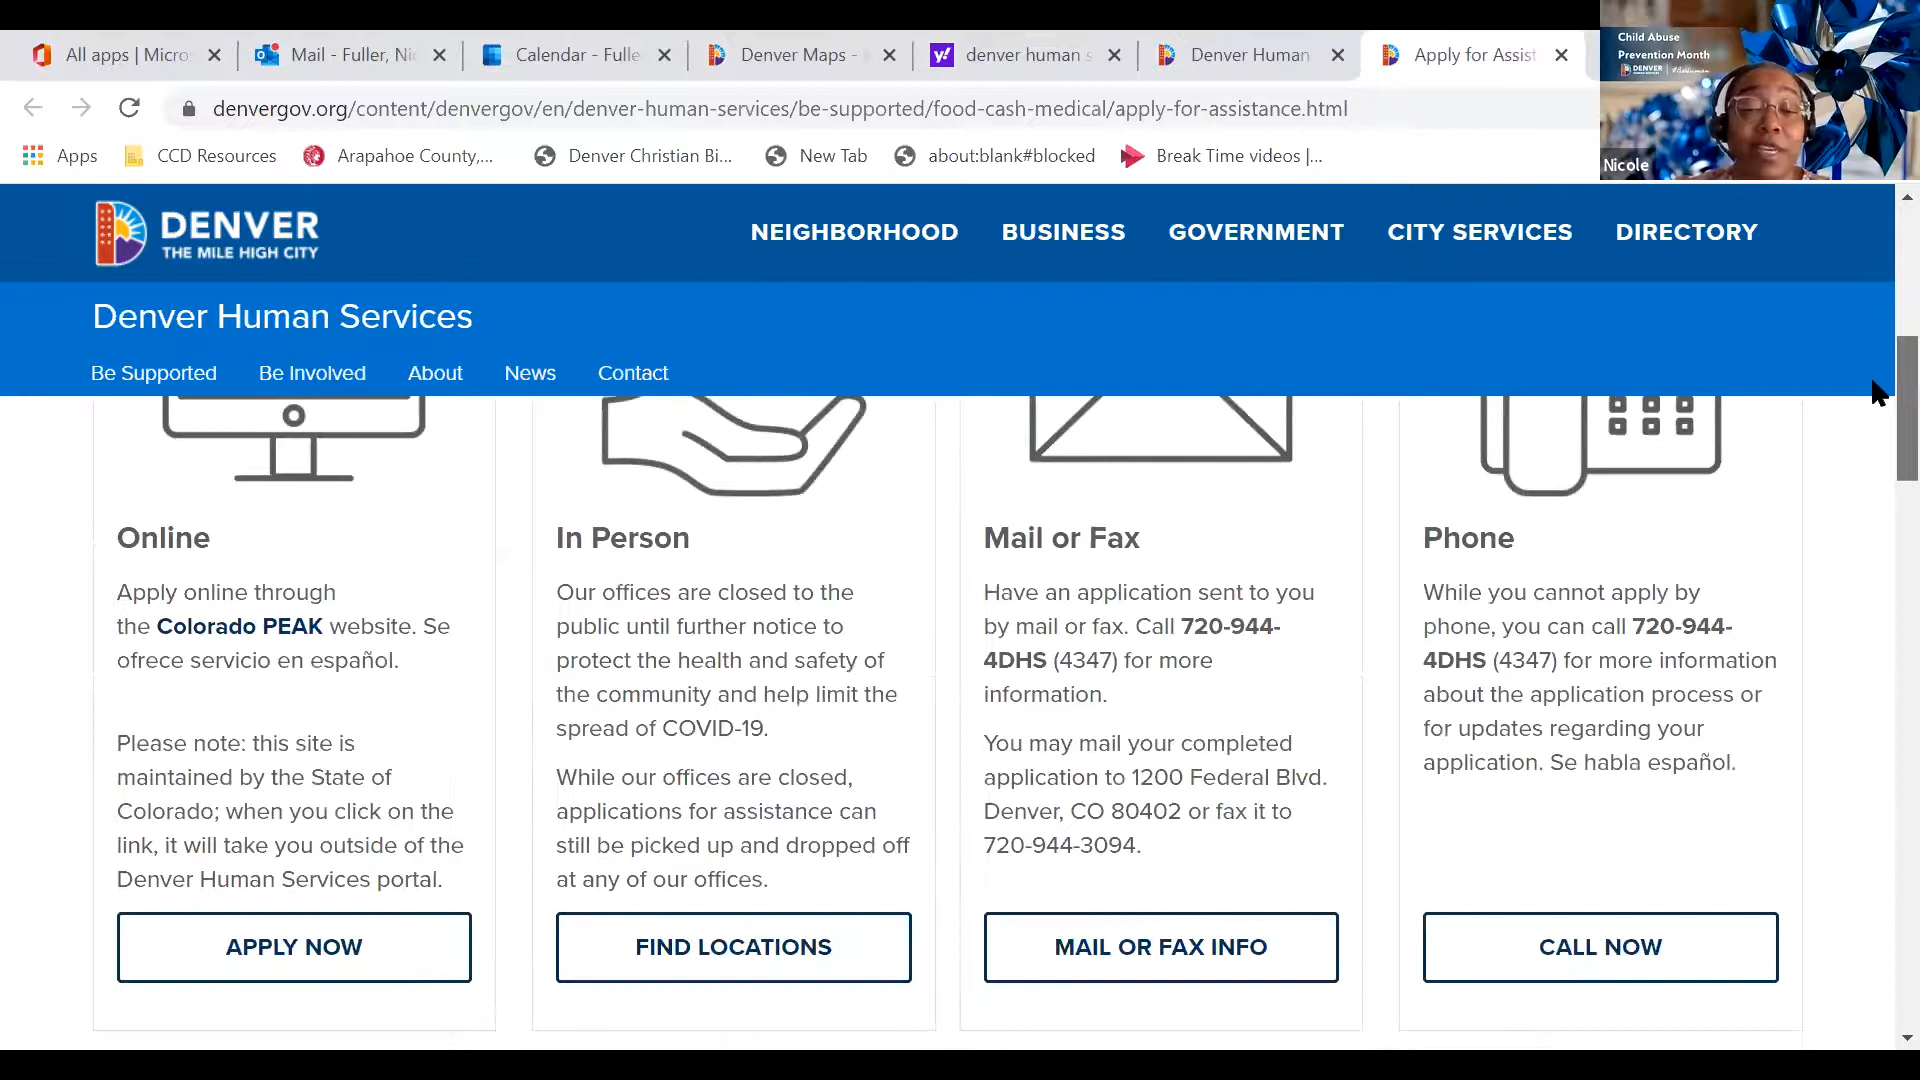 All apps | Micro
Mail - Fuller, Nic
Calendar - Fulle
Denver Maps -
denver human s
Denver Human
Apply for Assist
Child Abuse
Prevention Month
DENVER
denvergov.org/content/denvergov/en/denver-human-services/be-supported/food-cash-medical/apply-for-assistance.html
Apps
CCD Resources
Arapahoe County,...
Denver Christian Bi...
New Tab
about:blank#blocked
Break Time videos |...
Nicole
DENVER
THE MILE HIGH CITY
NEIGHBORHOOD
BUSINESS
GOVERNMENT
CITY SERVICES
DIRECTORY
Denver Human Services
Be Supported
Be Involved
About
News
Contact
Online
Apply online through
the Colorado PEAK website. Se
ofrece servicio en español.
Please note: this site is
maintained by the State of
Colorado; when you click on the
link, it will take you outside of the
Denver Human Services portal.
APPLY NOW
In Person
Our offices are closed to the
public until further notice to
protect the health and safety of
the community and help limit the
spread of COVID-19.
While our offices are closed,
applications for assistance can
still be picked up and dropped off
at any of our offices.
FIND LOCATIONS
Mail or Fax
Have an application sent to you
by mail or fax. Call 720-944-
4DHS (4347) for more
information.
You may mail your completed
application to 1200 Federal Blvd.
Denver, CO 80402 or fax it to
720-944-3094.
MAIL OR FAX INFO
Phone
While you cannot apply by
phone, you can call 720-944-
4DHS (4347) for more information
about the application process or
for updates regarding your
application. Se habla español.
CALL NOW